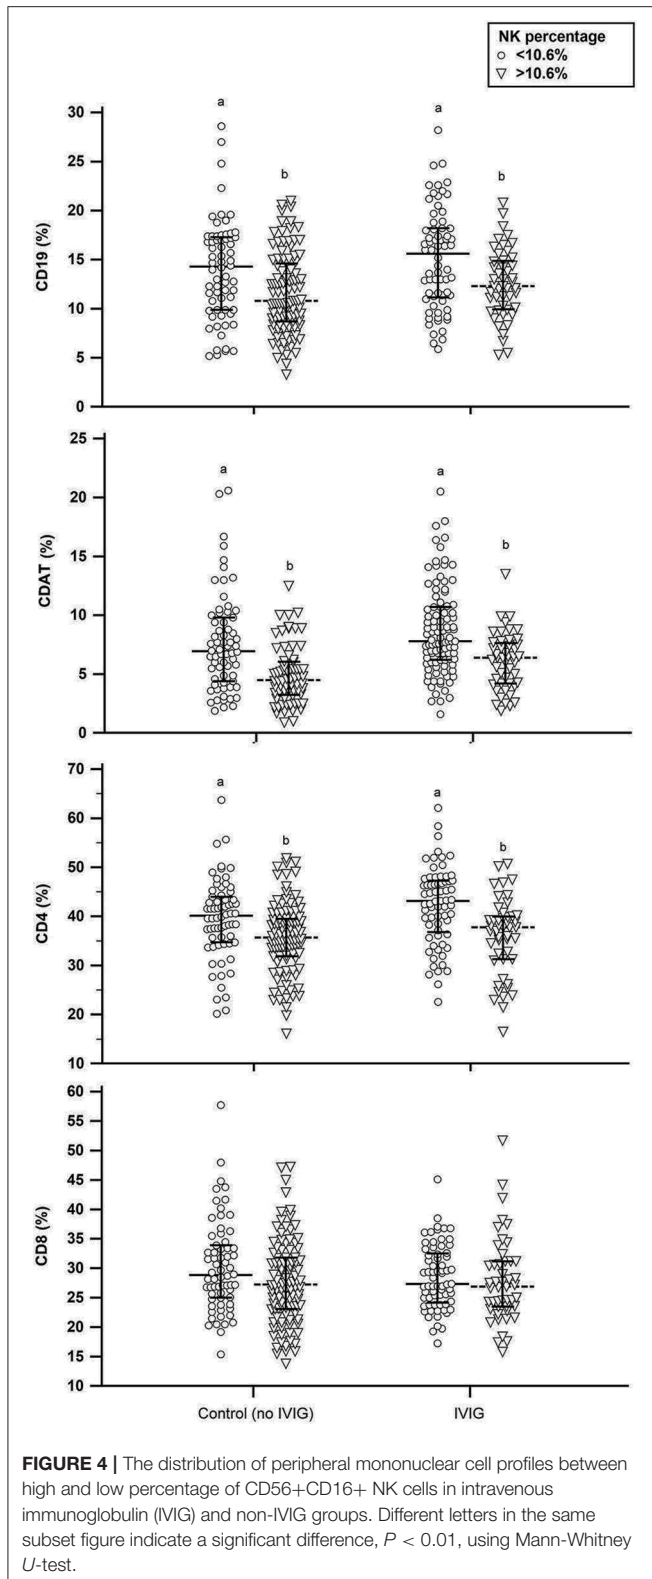 NK percentage
○ <10.6%
▽ >10.6%
CD19 (%)
30
25
20
15
10
5
0
a
b
a
b
CDAT (%)
25
20
15
10
5
0
a
b
a
b
CD4 (%)
70
60
50
40
30
20
10
a
b
a
b
CD8 (%)
60
55
50
45
40
35
30
25
20
15
10
Control (no IVIG)
IVIG
FIGURE 4 | The distribution of peripheral mononuclear cell profiles between
high and low percentage of CD56+CD16+ NK cells in intravenous
immunoglobulin (IVIG) and non-IVIG groups. Different letters in the same
subset figure indicate a significant difference, P < 0.01, using Mann-Whitney
U-test.